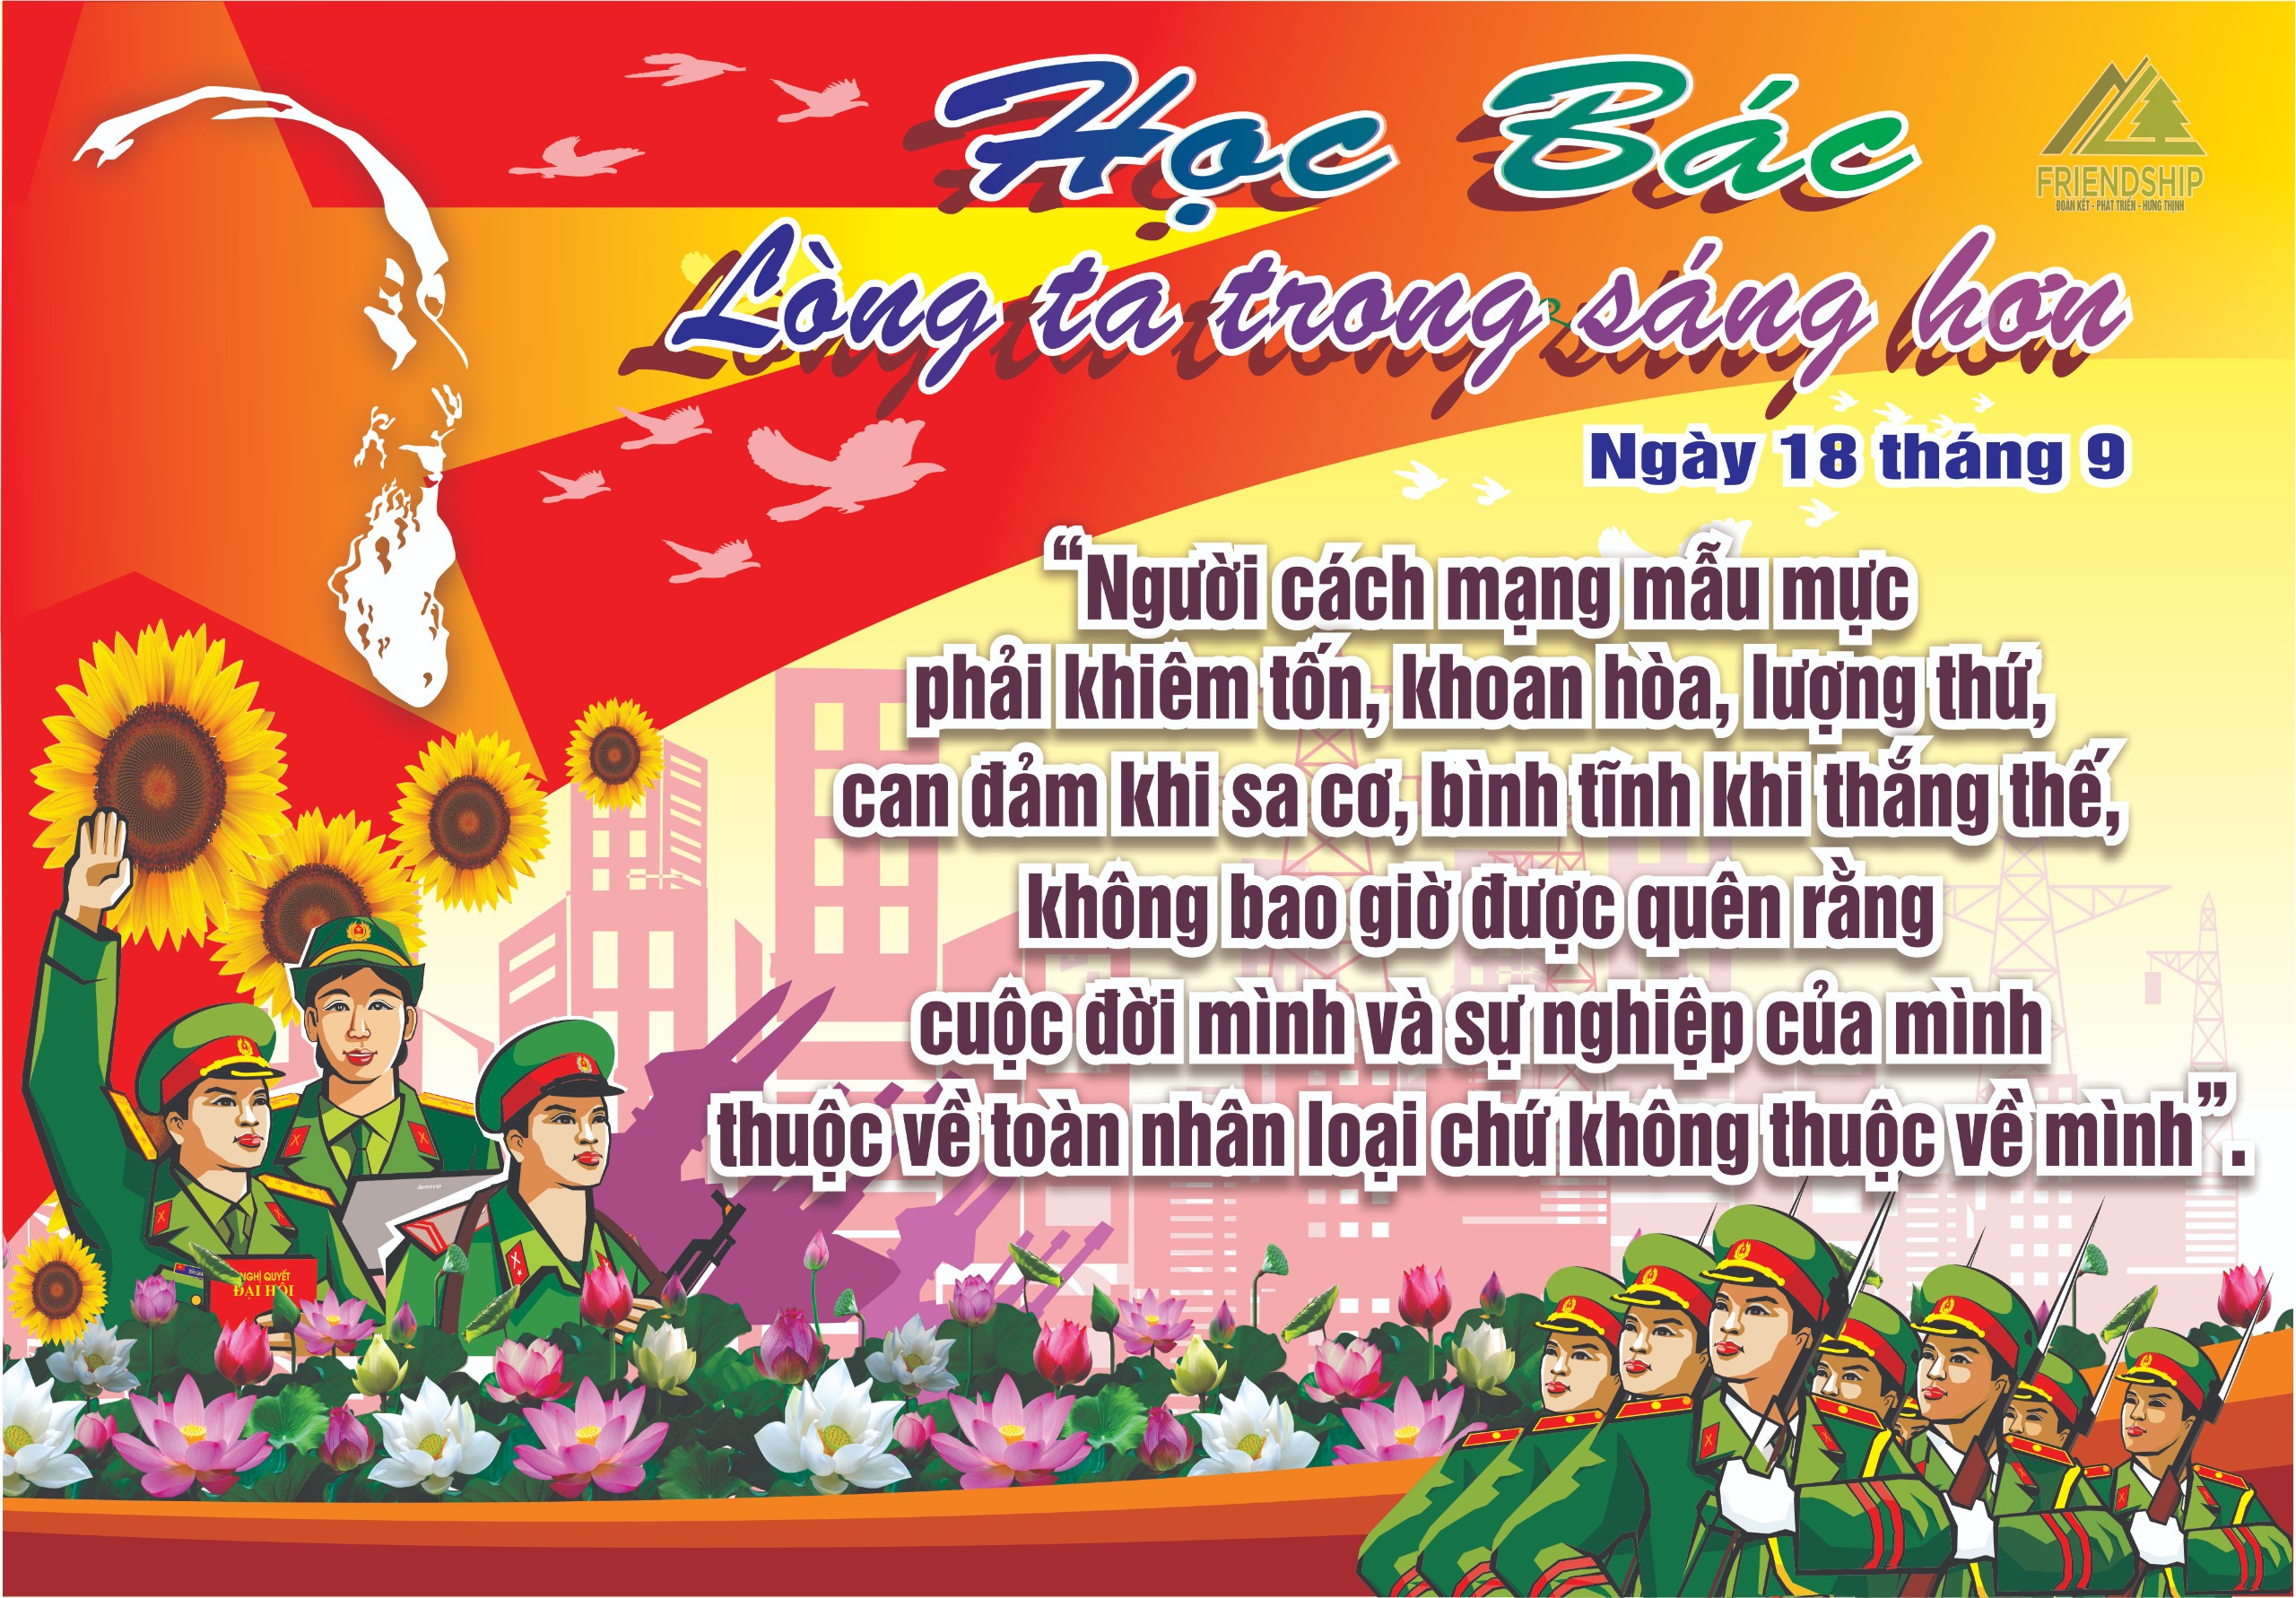 Học Bác
FRIENDSHIP
ĐOÀN KẾT - PHÁT TRIỂN - HƯNG THỊNH
Lòng ta trong sáng hơn
Ngày 18 tháng 9
“Người cách mạng mẫu mực
phải khiêm tốn, khoan hòa, lượng thứ,
can đảm khi sa cơ, bình tĩnh khi thắng thế,
không bao giờ được quên rằng
cuộc đời mình và sự nghiệp của mình
thuộc về toàn nhân loại chứ không thuộc về mình”.
lenovo
NGHỊ QUYẾT
ĐẠI HỘI